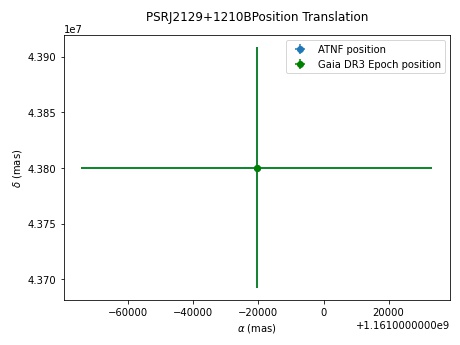 PSRJ2129+1210BPosition Translation
1e7
ATNF position
Gaia DR3 Epoch position
4.390
4.385
4.380
4.375
4.370
δ (mas)
−60000 −40000 −20000 0 20000
+1.1610000000e9
α (mas)